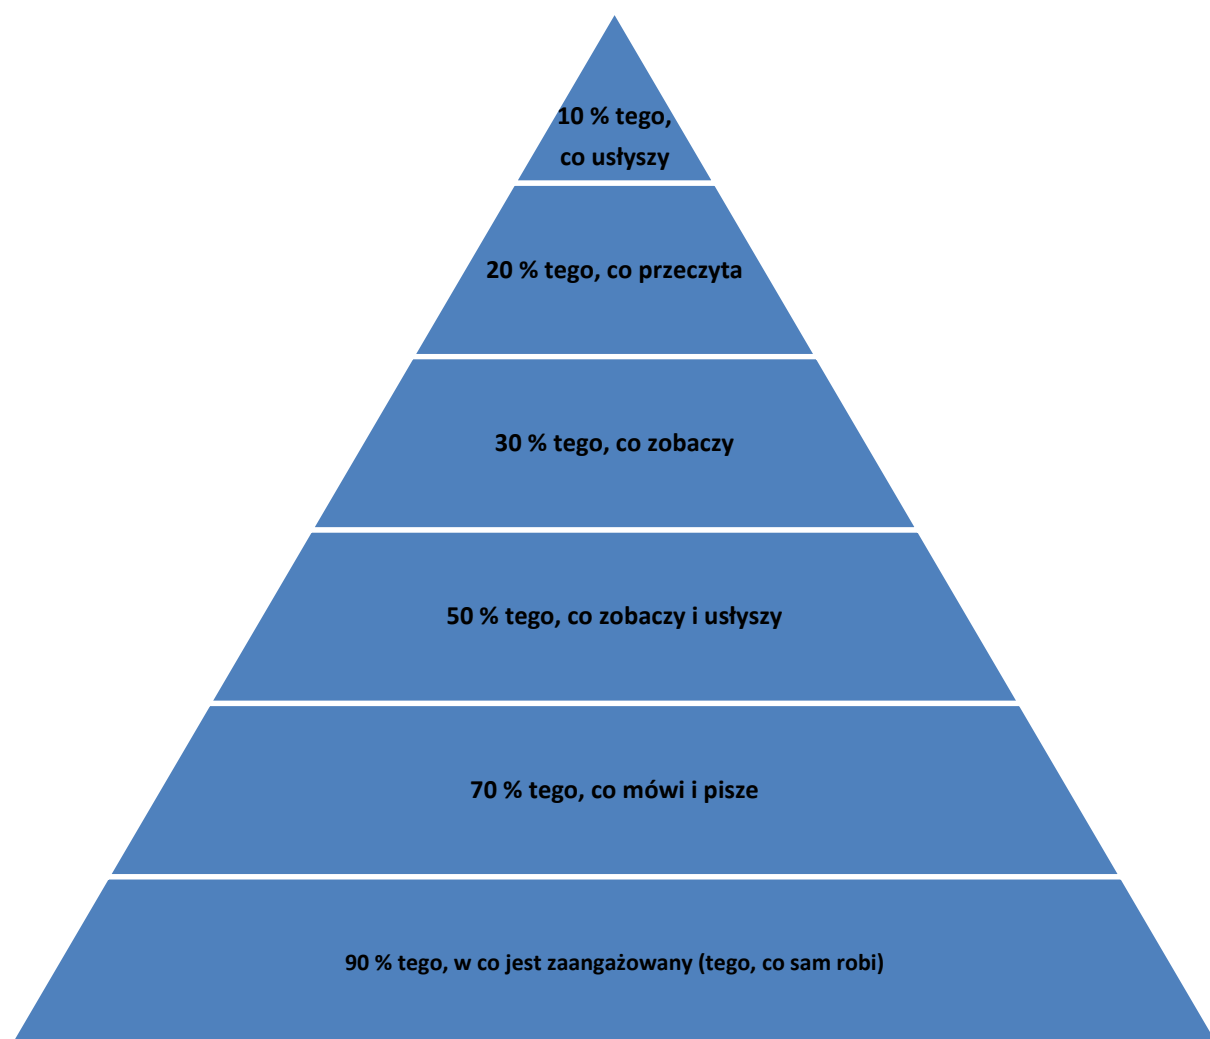 10 % tego,
co usłyszy
20 % tego, co przeczyta
30 % tego, co zobaczy
50 % tego, co zobaczy i usłyszy
70 % tego, co mówi i pisze
90 % tego, w co jest zaangażowany (tego, co sam robi)